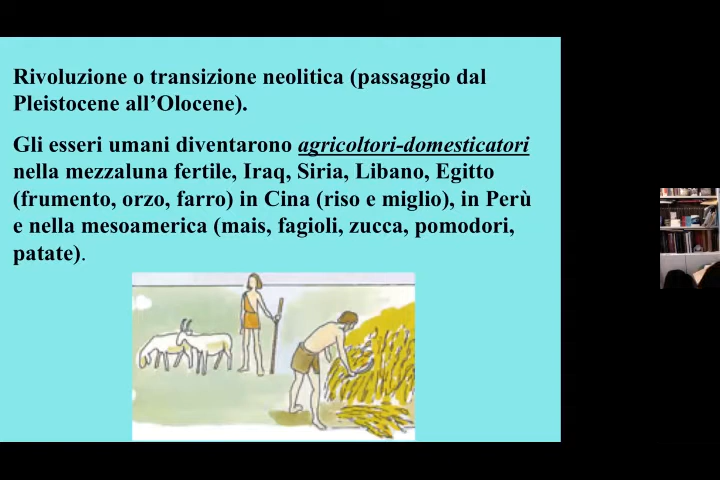 Rivoluzione o transizione neolitica (passaggio dal
Pleistocene all’Olocene).
Gli esseri umani diventarono agricoltori-domesticatori
nella mezzaluna fertile, Iraq, Siria, Libano, Egitto
(frumento, orzo, farro) in Cina (riso e miglio), in Perù
e nella mesoamerica (mais, fagioli, zucca, pomodori,
patate).